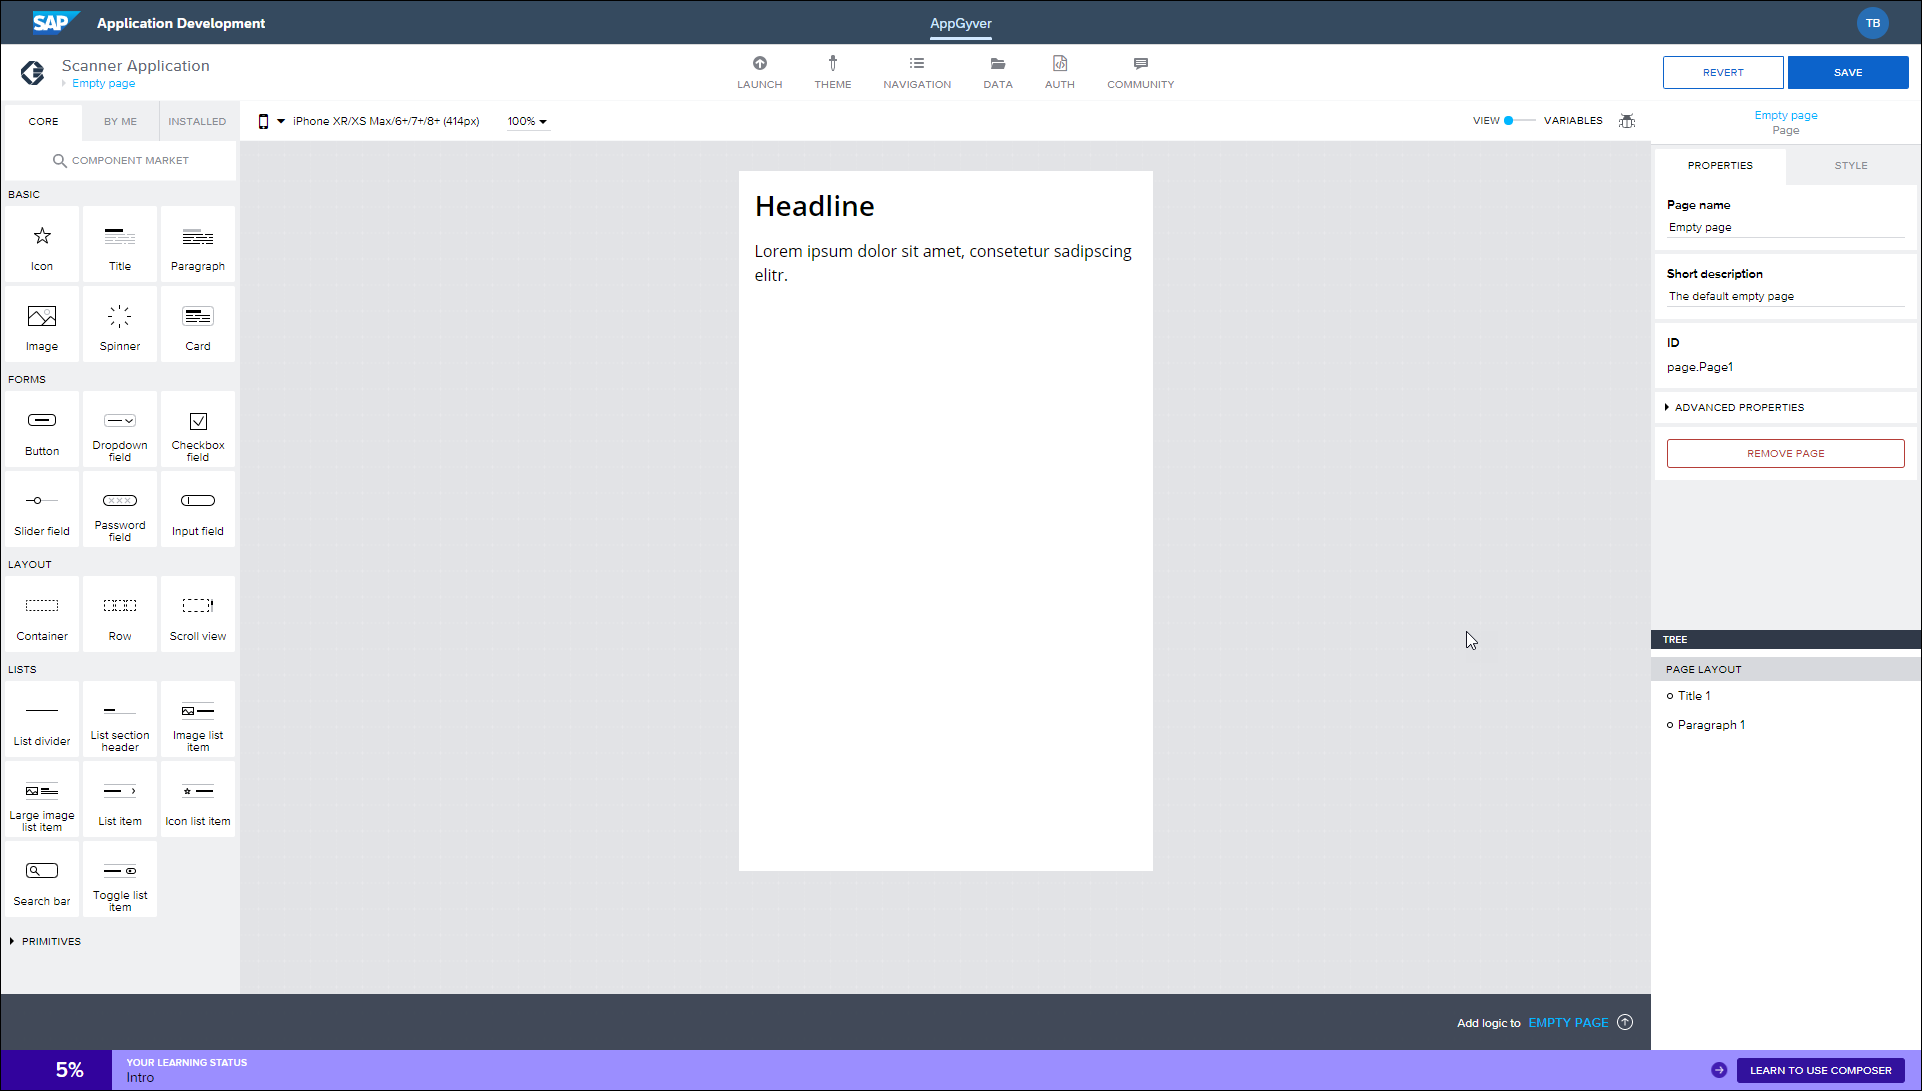 SAP Application Development
AppGyver
TB
Scanner Application
Empty page
LAUNCH
THEME
NAVIGATION
DATA
AUTH
COMMUNITY
REVERT
SAVE
CORE
BY ME
INSTALLED
COMPONENT MARKET
iPhone XR/XS Max/6+/7+/8+ (414px)
100%
VIEW
VARIABLES
Empty page
Page
BASIC
Icon
Title
Paragraph
Image
Spinner
Card
FORMS
Button
Dropdown
field
Checkbox
field
Slider field
Password
field
Input field
LAYOUT
Container
Row
Scroll view
LISTS
List divider
List section
header
Image list
item
Large image
list item
List item
Icon list item
Search bar
Toggle list
item
PRIMITIVES
Headline
Lorem ipsum dolor sit amet, consetetur sadipscing
elitr.
PROPERTIES
STYLE
Page name
Empty page
Short description
The default empty page
ID
page.Page1
ADVANCED PROPERTIES
REMOVE PAGE
TREE
PAGE LAYOUT
Title 1
Paragraph 1
Add logic to EMPTY PAGE
5%
YOUR LEARNING STATUS
Intro
LEARN TO USE COMPOSER